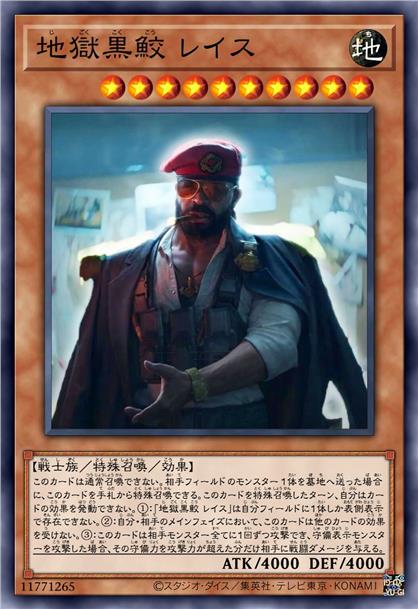 地獄黒鮫 レイス
地
【戦士族／特殊召喚／効果】
このカードは通常召喚できない。相手フィールドのモンスター１体を墓地へ送った場合
に、このカードを手札から特殊召喚できる。このカードを特殊召喚したターン、自分はカー
ドの効果を発動できない。①：「地獄黒鮫 レイス」は自分フィールドに１体しか表側表示
で存在できない。②：自分・相手のメインフェイズにおいて、このカードは他のカードの効果
を受けない。③：このカードは相手モンスター全てに１回ずつ攻撃でき、守備表示モンス
ターを攻撃した場合、その守備力を攻撃力が超えた分だけ相手に戦闘ダメージを与える。
ATK/4000 DEF/4000
11771265
©スタジオ・ダイス／集英社・テレビ東京・KONAMI